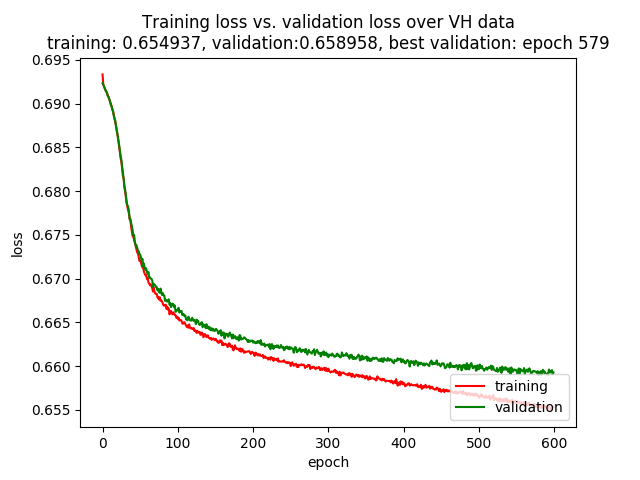 Training loss vs. validation loss over VH data
training: 0.654937, validation:0.658958, best validation: epoch 579
0.695
0.690
0.685
0.680
0.675
0.670
0.665
0.660
0.655
loss
training
validation
0
100
200
300
400
500
600
epoch